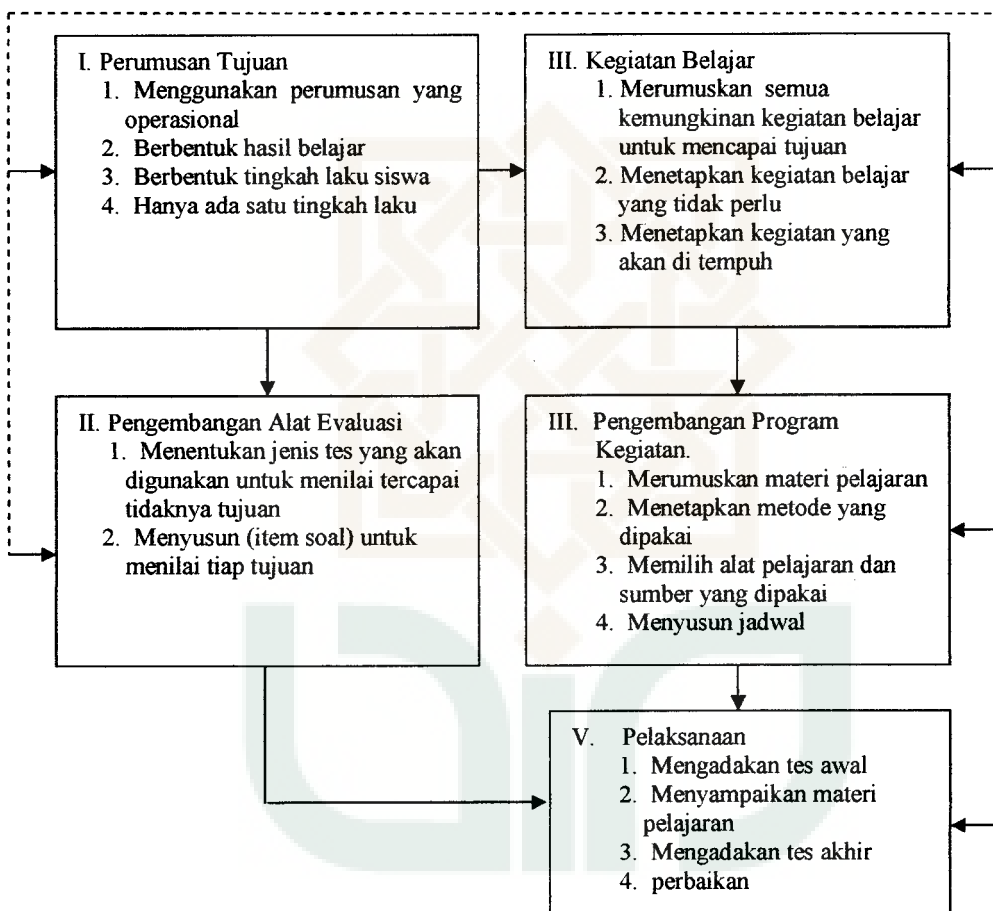 I. Perumusan Tujuan
1. Menggunakan perumusan yang
operasional
2. Berbentuk hasil belajar
3. Berbentuk tingkah laku siswa
4. Hanya ada satu tingkah laku
III. Kegiatan Belajar
1. Merumuskan semua
kemungkinan kegiatan belajar
untuk mencapai tujuan
2. Menetapkan kegiatan belajar
yang tidak perlu
3. Menetapkan kegiatan yang
akan di tempuh
II. Pengembangan Alat Evaluasi
1. Menentukan jenis tes yang akan
digunakan untuk menilai tercapai
tidaknya tujuan
2. Menyusun (item soal) untuk
menilai tiap tujuan
III. Pengembangan Program
Kegiatan.
1. Merumuskan materi pelajaran
2. Menetapkan metode yang
dipakai
3. Memilih alat pelajaran dan
sumber yang dipakai
4. Menyusun jadwal
V. Pelaksanaan
1. Mengadakan tes awal
2. Menyampaikan materi
pelajaran
3. Mengadakan tes akhir
4. perbaikan